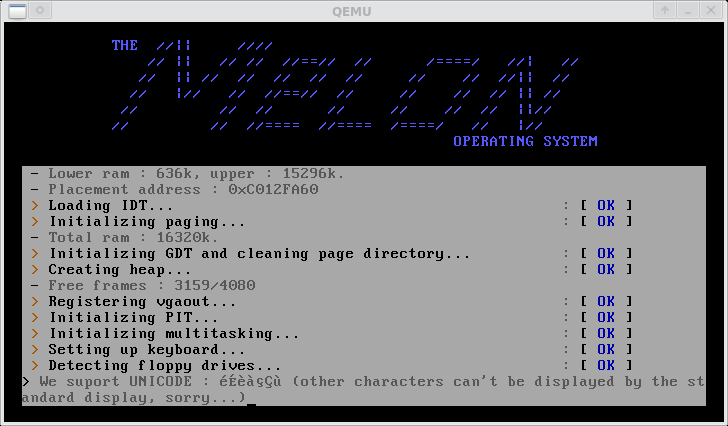 QEMU
THE MELON
OPERATING SYSTEM
- Lower ram : 636k, upper : 15296k.
- Placement address : 0xC012FA60
> Loading IDT... : [ OK ]
> Initializing paging... : [ OK ]
- Total ram : 16320k.
> Initializing GDT and cleaning page directory... : [ OK ]
> Creating heap... : [ OK ]
- Free frames : 3159/4080
> Registering vgaout... : [ OK ]
> Initializing PIT... : [ OK ]
> Initializing multitasking... : [ OK ]
> Setting up keyboard... : [ OK ]
> Detecting floppy drives... : [ OK ]
> We suport UNICODE : éÉèà§Çù (other characters can't be displayed by the st
andard display, sorry...)